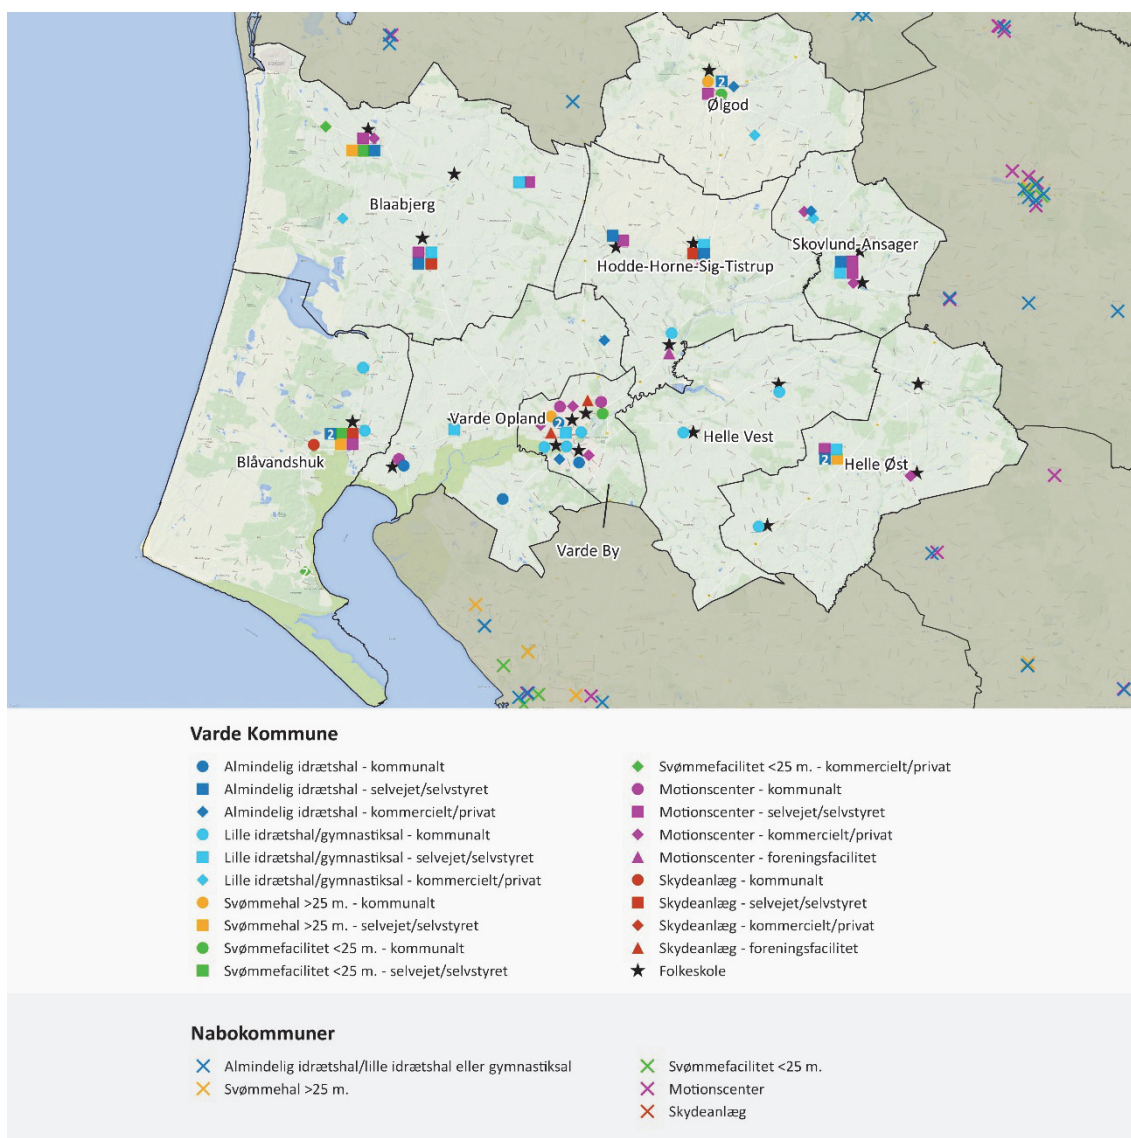 2
Ølgod
Blaabjerg
Skovlund-Ansager
Hodde-Horne-Sig-Tistrup
Varde Opland
2
2
Helle Vest
Blåvandshuk
2
Helle Øst
Varde By
2
Varde Kommune
Almindelig idrætshal - kommunalt
Almindelig idrætshal - selvejet/selvstyret
Almindelig idrætshal - kommercielt/privat
Lille idrætshal/gymnastiksal - kommunalt
Lille idrætshal/gymnastiksal - selvejet/selvstyret
Lille idrætshal/gymnastiksal - kommercielt/privat
Svømmehal >25 m. - kommunalt
Svømmehal >25 m. - selvejet/selvstyret
Svømmefacilitet <25 m. - kommunalt
Svømmefacilitet <25 m. - selvejet/selvstyret
Svømmefacilitet <25 m. - kommercielt/privat
Motionscenter - kommunalt
Motionscenter - selvejet/selvstyret
Motionscenter - kommercielt/privat
Motionscenter - foreningsfacilitet
Skydeanlæg - kommunalt
Skydeanlæg - selvejet/selvstyret
Skydeanlæg - kommercielt/privat
Skydeanlæg - foreningsfacilitet
Folkeskole
Nabokommuner
Almindelig idrætshal/lille idrætshal eller gymnastiksal
Svømmehal >25 m.
Svømmefacilitet <25 m.
Motionscenter
Skydeanlæg